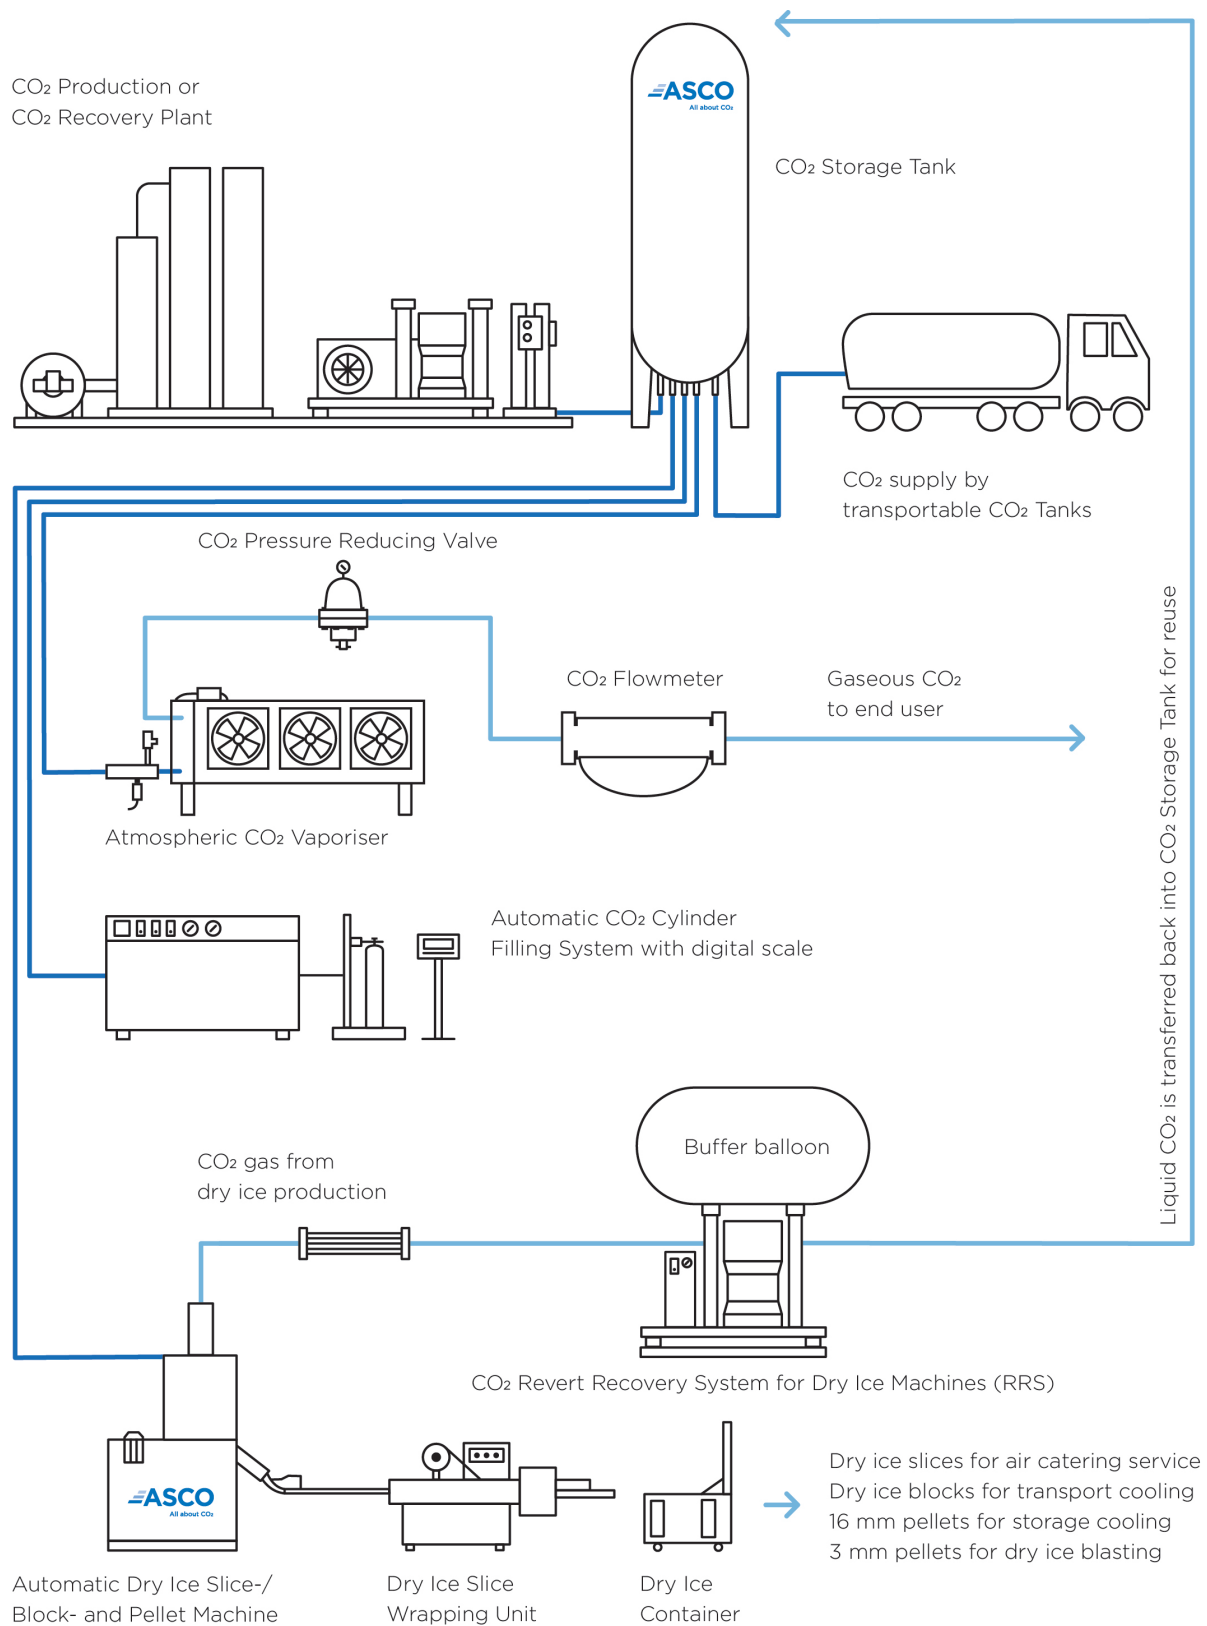 CO₂ Production or
CO₂ Recovery Plant
ASCO
All about CO₂
CO₂ Storage Tank
CO₂ supply by
transportable CO₂ Tanks
CO₂ Pressure Reducing Valve
CO₂ Flowmeter
Gaseous CO₂
to end user
Atmospheric CO₂ Vaporiser
Automatic CO₂ Cylinder
Filling System with digital scale
Liquid CO₂ is transferred back into CO₂ Storage Tank for reuse
Buffer balloon
CO₂ gas from
dry ice production
CO₂ Revert Recovery System for Dry Ice Machines (RRS)
ASCO
All about CO₂
Dry ice slices for air catering service
Dry ice blocks for transport cooling
16 mm pellets for storage cooling
3 mm pellets for dry ice blasting
Automatic Dry Ice Slice-/
Block- and Pellet Machine
Dry Ice Slice
Wrapping Unit
Dry Ice
Container